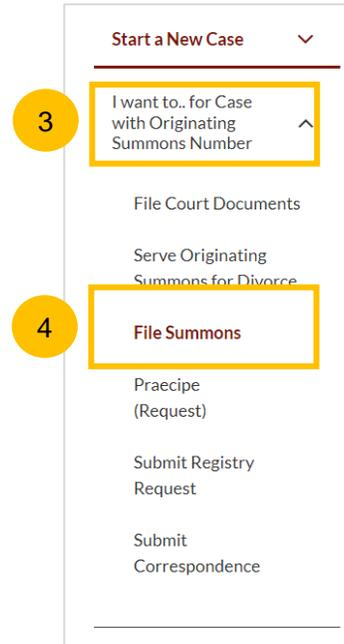 Start a New Case
3
I want to.. for Case
with Originating
Summons Number
File Court Documents
Serve Originating
Summons for Divorce
4
File Summons
Praecipe
(Request)
Submit Registry
Request
Submit
Correspondence